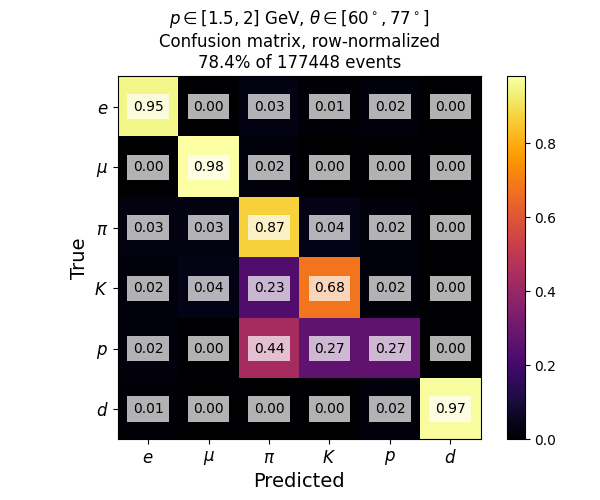 p ∈ [1.5, 2] GeV, θ ∈ [60°, 77°]
Confusion matrix, row-normalized
78.4% of 177448 events
e 0.95 0.00 0.03 0.01 0.02 0.00
μ 0.00 0.98 0.02 0.00 0.00 0.00
π 0.03 0.03 0.87 0.04 0.02 0.00
K 0.02 0.04 0.23 0.68 0.02 0.00
p 0.02 0.00 0.44 0.27 0.27 0.00
d 0.01 0.00 0.00 0.00 0.02 0.97
e μ π K p d
Predicted
True
0.8
0.6
0.4
0.2
0.0